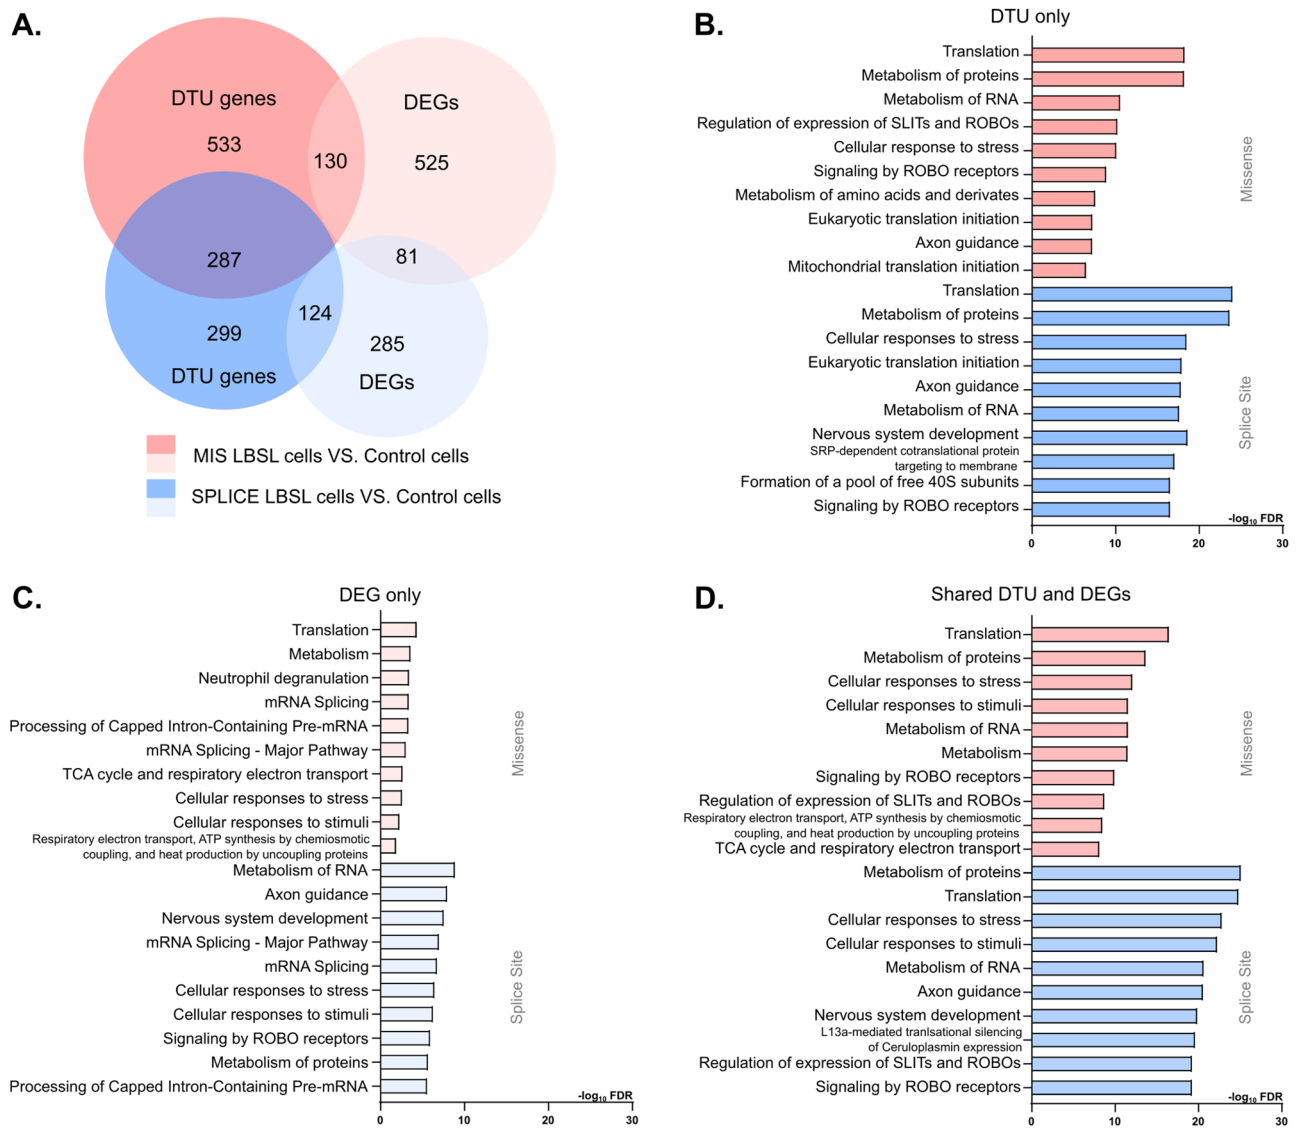 A.
DTU genes
533
130
DEGs
525
287
81
124
299
DTU genes
285
DEGs
MIS LBSL cells VS. Control cells
SPLICE LBSL cells VS. Control cells
B.
DTU only
Translation
Metabolism of proteins
Metabolism of RNA
Regulation of expression of SLITs and ROBOs
Cellular response to stress
Signaling by ROBO receptors
Metabolism of amino acids and derivates
Eukaryotic translation initiation
Axon guidance
Mitochondrial translation initiation
Missense
Translation
Metabolism of proteins
Cellular responses to stress
Eukaryotic translation initiation
Axon guidance
Metabolism of RNA
Nervous system development
SRP-dependent cotranslational protein
targeting to membrane
Formation of a pool of free 40S subunits
Signaling by ROBO receptors
Splice Site
-log10 FDR
0 10 20 30
C.
DEG only
Translation
Metabolism
Neutrophil degranulation
mRNA Splicing
Processing of Capped Intron-Containing Pre-mRNA
mRNA Splicing - Major Pathway
TCA cycle and respiratory electron transport
Cellular responses to stress
Cellular responses to stimuli
Respiratory electron transport, ATP synthesis by chemiosmotic
coupling, and heat production by uncoupling proteins
Missense
Metabolism of RNA
Axon guidance
Nervous system development
mRNA Splicing - Major Pathway
mRNA Splicing
Cellular responses to stress
Cellular responses to stimuli
Signaling by ROBO receptors
Metabolism of proteins
Processing of Capped Intron-Containing Pre-mRNA
Splice Site
-log10 FDR
0 10 20 30
D.
Shared DTU and DEGs
Translation
Metabolism of proteins
Cellular responses to stress
Cellular responses to stimuli
Metabolism of RNA
Metabolism
Signaling by ROBO receptors
Regulation of expression of SLITs and ROBOs
Respiratory electron transport, ATP synthesis by chemiosmotic
coupling, and heat production by uncoupling proteins
TCA cycle and respiratory electron transport
Missense
Metabolism of proteins
Translation
Cellular responses to stress
Cellular responses to stimuli
Metabolism of RNA
Axon guidance
Nervous system development
L13a-mediated tranlsational silencing
of Ceruloplasmin expression
Regulation of expression of SLITs and ROBOs
Signaling by ROBO receptors
Splice Site
-log10 FDR
0 10 20 30